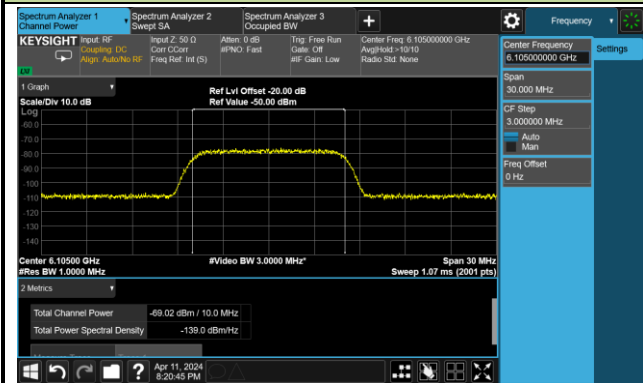 Spectrum Analyzer 1
Channel Power
Spectrum Analyzer 2
Swept SA
Spectrum Analyzer 3
Occupied BW
+
Frequency
KEYSIGHT
Input: RF
Coupling: DC
Align: Auto/No RF
Input Z: 50 Ω
Corr CCorr
Freq Ref: Int (S)
Atten: 0 dB
#PNO: Fast
Trig: Free Run
Gate: Off
#IF Gain: Low
Center Freq: 6.105000000 GHz
Avg|Hold:>10/10
Radio Std: None
Center Frequency
6.105000000 GHz
Settings
Span
30.000 MHz
CF Step
3.000000 MHz
Auto
Man
Freq Offset
0 Hz
1 Graph
Scale/Div 10.0 dB
Ref Lvl Offset -20.00 dB
Ref Value -50.00 dBm
Log
-60.0
-70.0
-80.0
-90.0
-100
-110
-120
-130
-140
Center 6.10500 GHz
#Res BW 1.0000 MHz
#Video BW 3.0000 MHz*
Span 30 MHz
Sweep 1.07 ms (2001 pts)
2 Metrics
Total Channel Power
-69.02 dBm / 10.0 MHz
Total Power Spectral Density
-139.0 dBm/Hz
?
Apr 11, 2024
8:20:45 PM